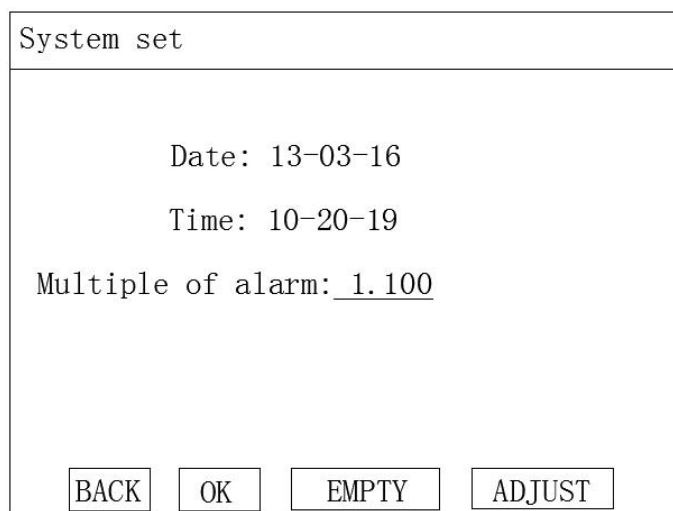 System set
Date: 13-03-16
Time: 10-20-19
Multiple of alarm: 1.100
BACK OK EMPTY ADJUST